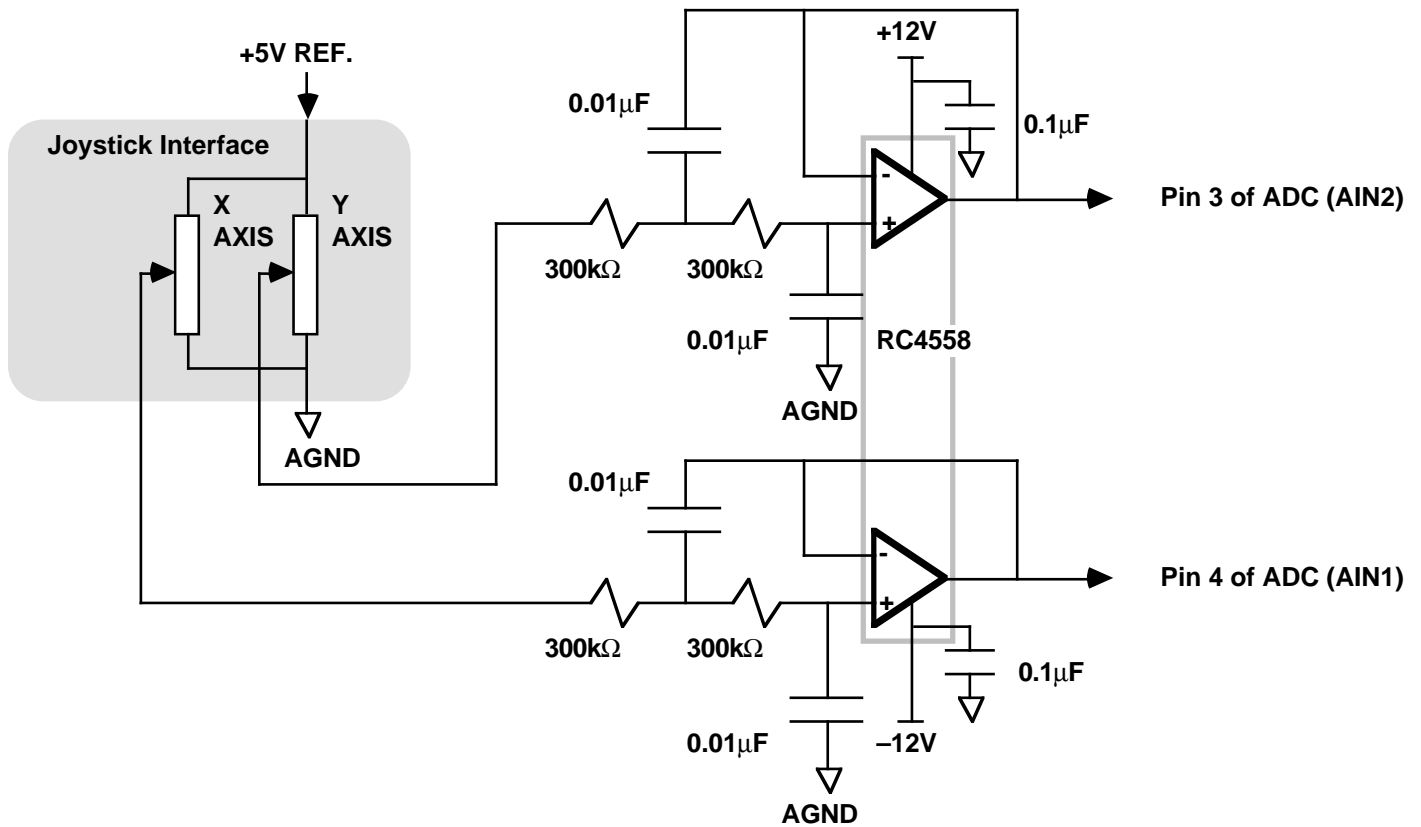 +5V REF.
Joystick Interface
X
AXIS
Y
AXIS
AGND
0.01μF
300kΩ
300kΩ
0.01μF
AGND
+12V
0.1μF
-
+
RC4558
Pin 3 of ADC (AIN2)
0.01μF
300kΩ
300kΩ
0.01μF
AGND
-
+
–12V
0.1μF
Pin 4 of ADC (AIN1)